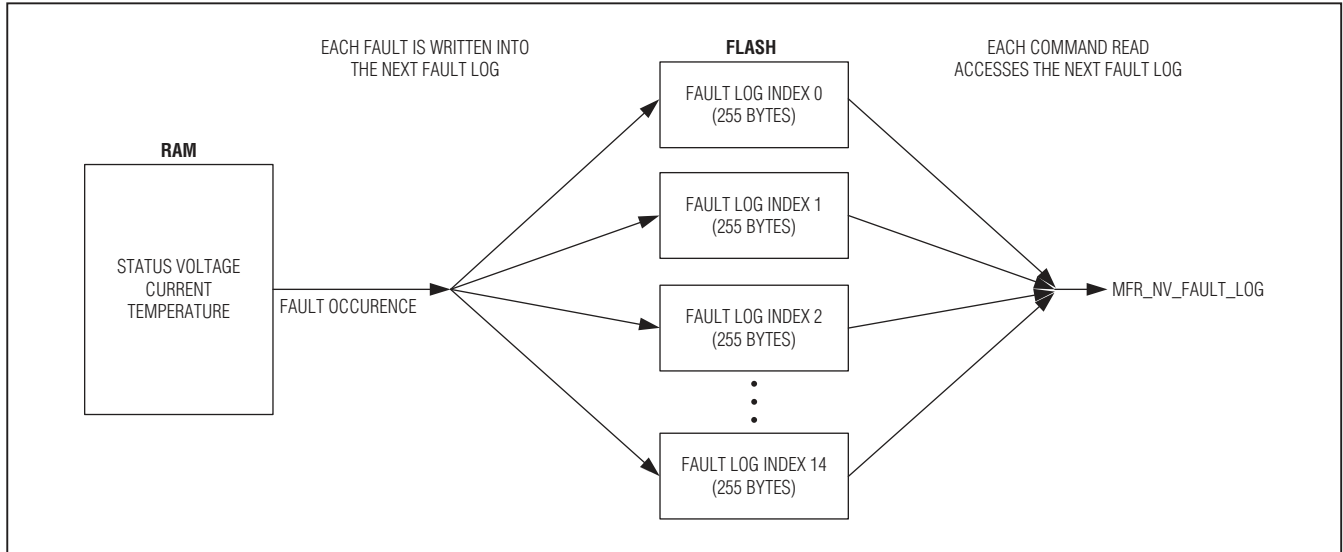 EACH FAULT IS WRITTEN INTO
THE NEXT FAULT LOG
FLASH
EACH COMMAND READ
ACCESSES THE NEXT FAULT LOG
RAM
STATUS VOLTAGE
CURRENT
TEMPERATURE
FAULT OCCURENCE
FAULT LOG INDEX 0
(255 BYTES)
FAULT LOG INDEX 1
(255 BYTES)
FAULT LOG INDEX 2
(255 BYTES)
FAULT LOG INDEX 14
(255 BYTES)
MFR_NV_FAULT_LOG